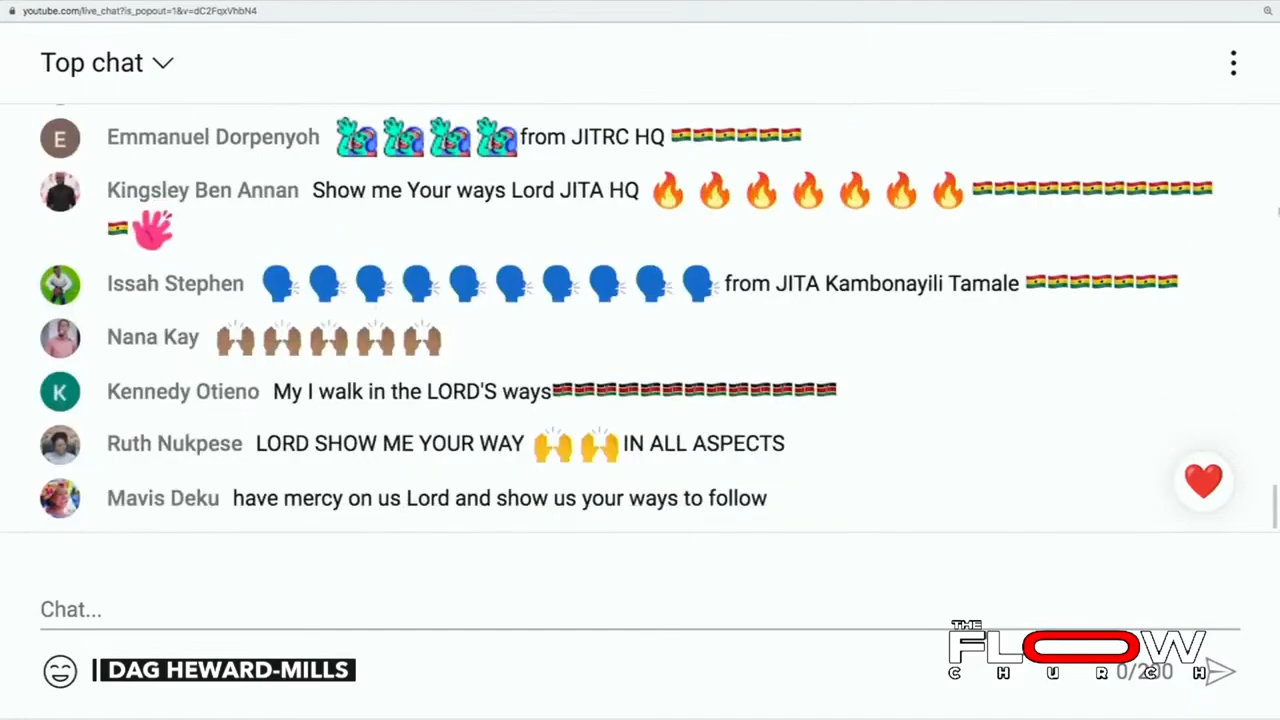 youtube.com/live_chat?is_popout=1&v=dC2FqxVhbN4
Top chat
E Emmanuel Dorpenyoh from JITRC HQ 🇬🇭🇬🇭🇬🇭🇬🇭🇬🇭🇬🇭
Kingsley Ben Annan Show me Your ways Lord JITA HQ 🔥🔥🔥🔥🔥🔥🔥 🇬🇭🇬🇭🇬🇭🇬🇭🇬🇭🇬🇭🇬🇭🇬🇭🇬🇭🇬🇭🇬🇭
🇬🇭
Issah Stephen 🗣️🗣️🗣️🗣️🗣️🗣️🗣️🗣️🗣️🗣️from JITA Kambonayili Tamale 🇬🇭🇬🇭🇬🇭🇬🇭🇬🇭🇬🇭🇬🇭
Nana Kay 🙌🏾🙌🏾🙌🏾🙌🏾🙌🏾
K Kennedy Otieno My I walk in the LORD'S ways🇰🇪🇰🇪🇰🇪🇰🇪🇰🇪🇰🇪🇰🇪🇰🇪🇰🇪🇰🇪🇰🇪🇰🇪🇰🇪
Ruth Nukpese LORD SHOW ME YOUR WAY 🙌🙌IN ALL ASPECTS
Mavis Deku have mercy on us Lord and show us your ways to follow
Chat...
DAG HEWARD-MILLS
THE
FLOW
CHURCH
0/200